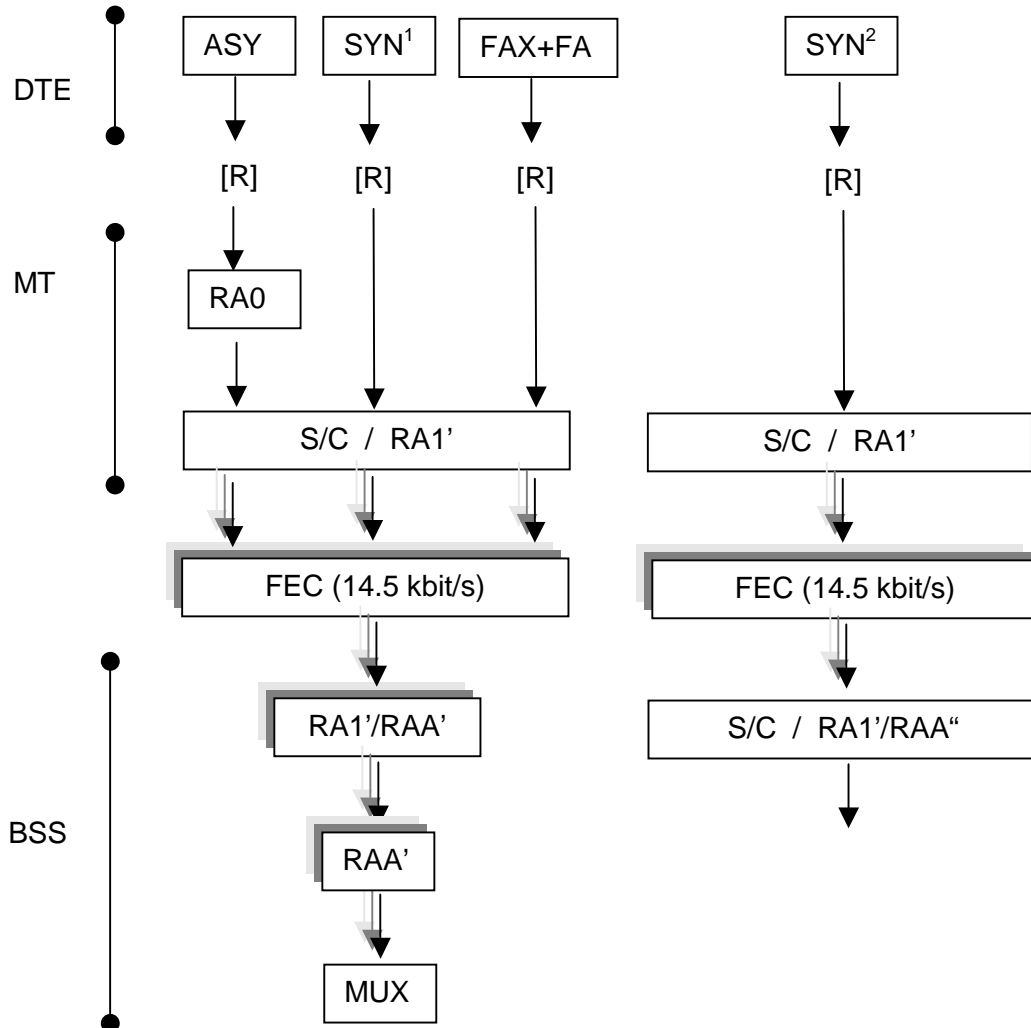 ASY SYN¹ FAX+FA SYN²
DTE
[R] [R] [R] [R]
MT
RA0
S/C / RA1’ S/C / RA1’
FEC (14.5 kbit/s) FEC (14.5 kbit/s)
RA1’/RAA’ S/C / RA1’/RAA“
BSS
RAA’
MUX